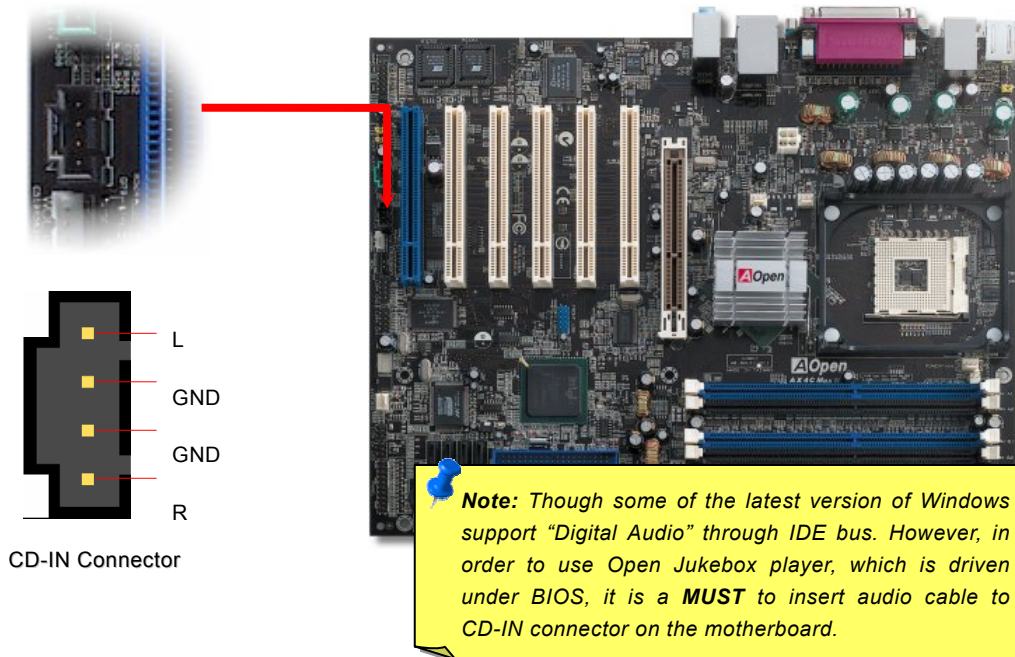 AOpen
AOpen
AX4C Max
L
GND
GND
R
CD-IN Connector
Note: Though some of the latest version of Windows
support “Digital Audio” through IDE bus. However, in
order to use Open Jukebox player, which is driven
under BIOS, it is a MUST to insert audio cable to
CD-IN connector on the motherboard.